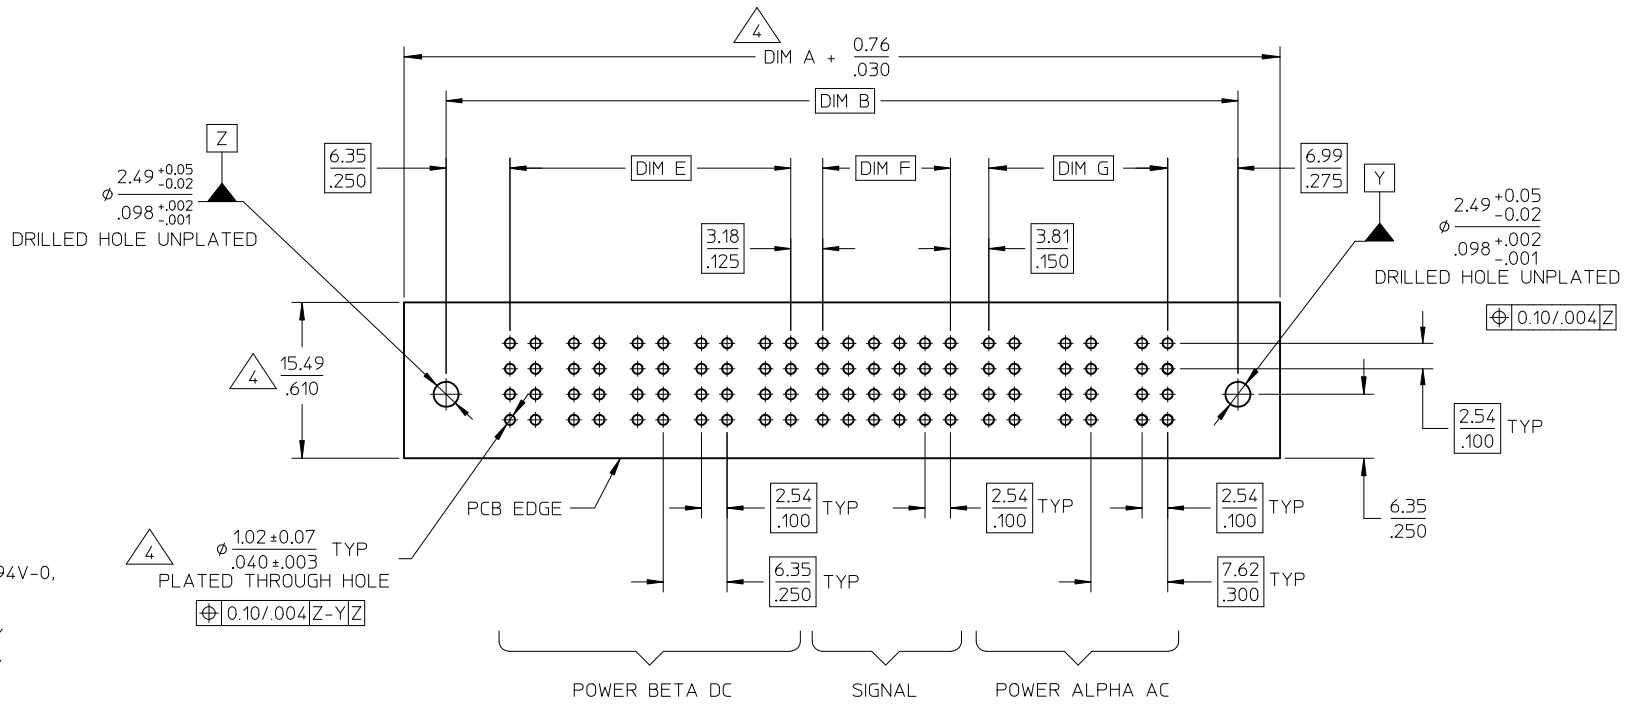 4
DIM A + 0.76
.030
DIM B
Z
6.35
.250
DIM E
DIM F
DIM G
6.99
.275
Y
ø 2.49 +0.05
-0.02
.098 +.002
-.001
DRILLED HOLE UNPLATED
ø 2.49 +0.05
-0.02
.098 +.002
-.001
DRILLED HOLE UNPLATED
⌖ 0.10/.004 Z
3.18
.125
3.81
.150
4
15.49
.610
2.54
.100 TYP
PCB EDGE
2.54
.100 TYP
2.54
.100 TYP
2.54
.100 TYP
6.35
.250
4
ø 1.02 ±0.07
.040 ±.003 TYP
PLATED THROUGH HOLE
⌖ 0.10/.004 Z-Y Z
94V-0,
6.35
.250 TYP
7.62
.300 TYP
POWER BETA DC
SIGNAL
POWER ALPHA AC